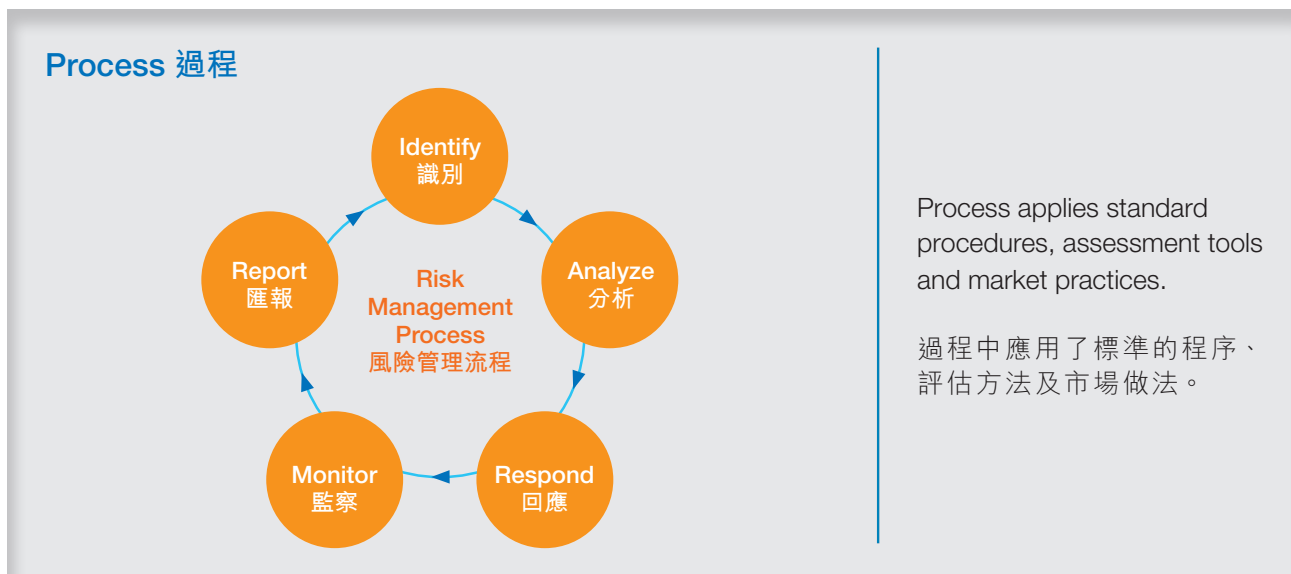 Process 過程
Identify
識別
Analyze
分析
Respond
回應
Monitor
監察
Report
匯報
Risk
Management
Process
風險管理流程
Process applies standard
procedures, assessment tools
and market practices.
過程中應用了標準的程序、
評估方法及市場做法。